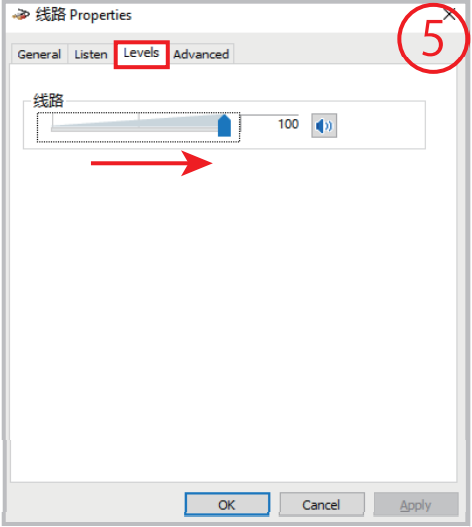 线路 Properties
5
General Listen Levels Advanced
线路
100
OK Cancel Apply